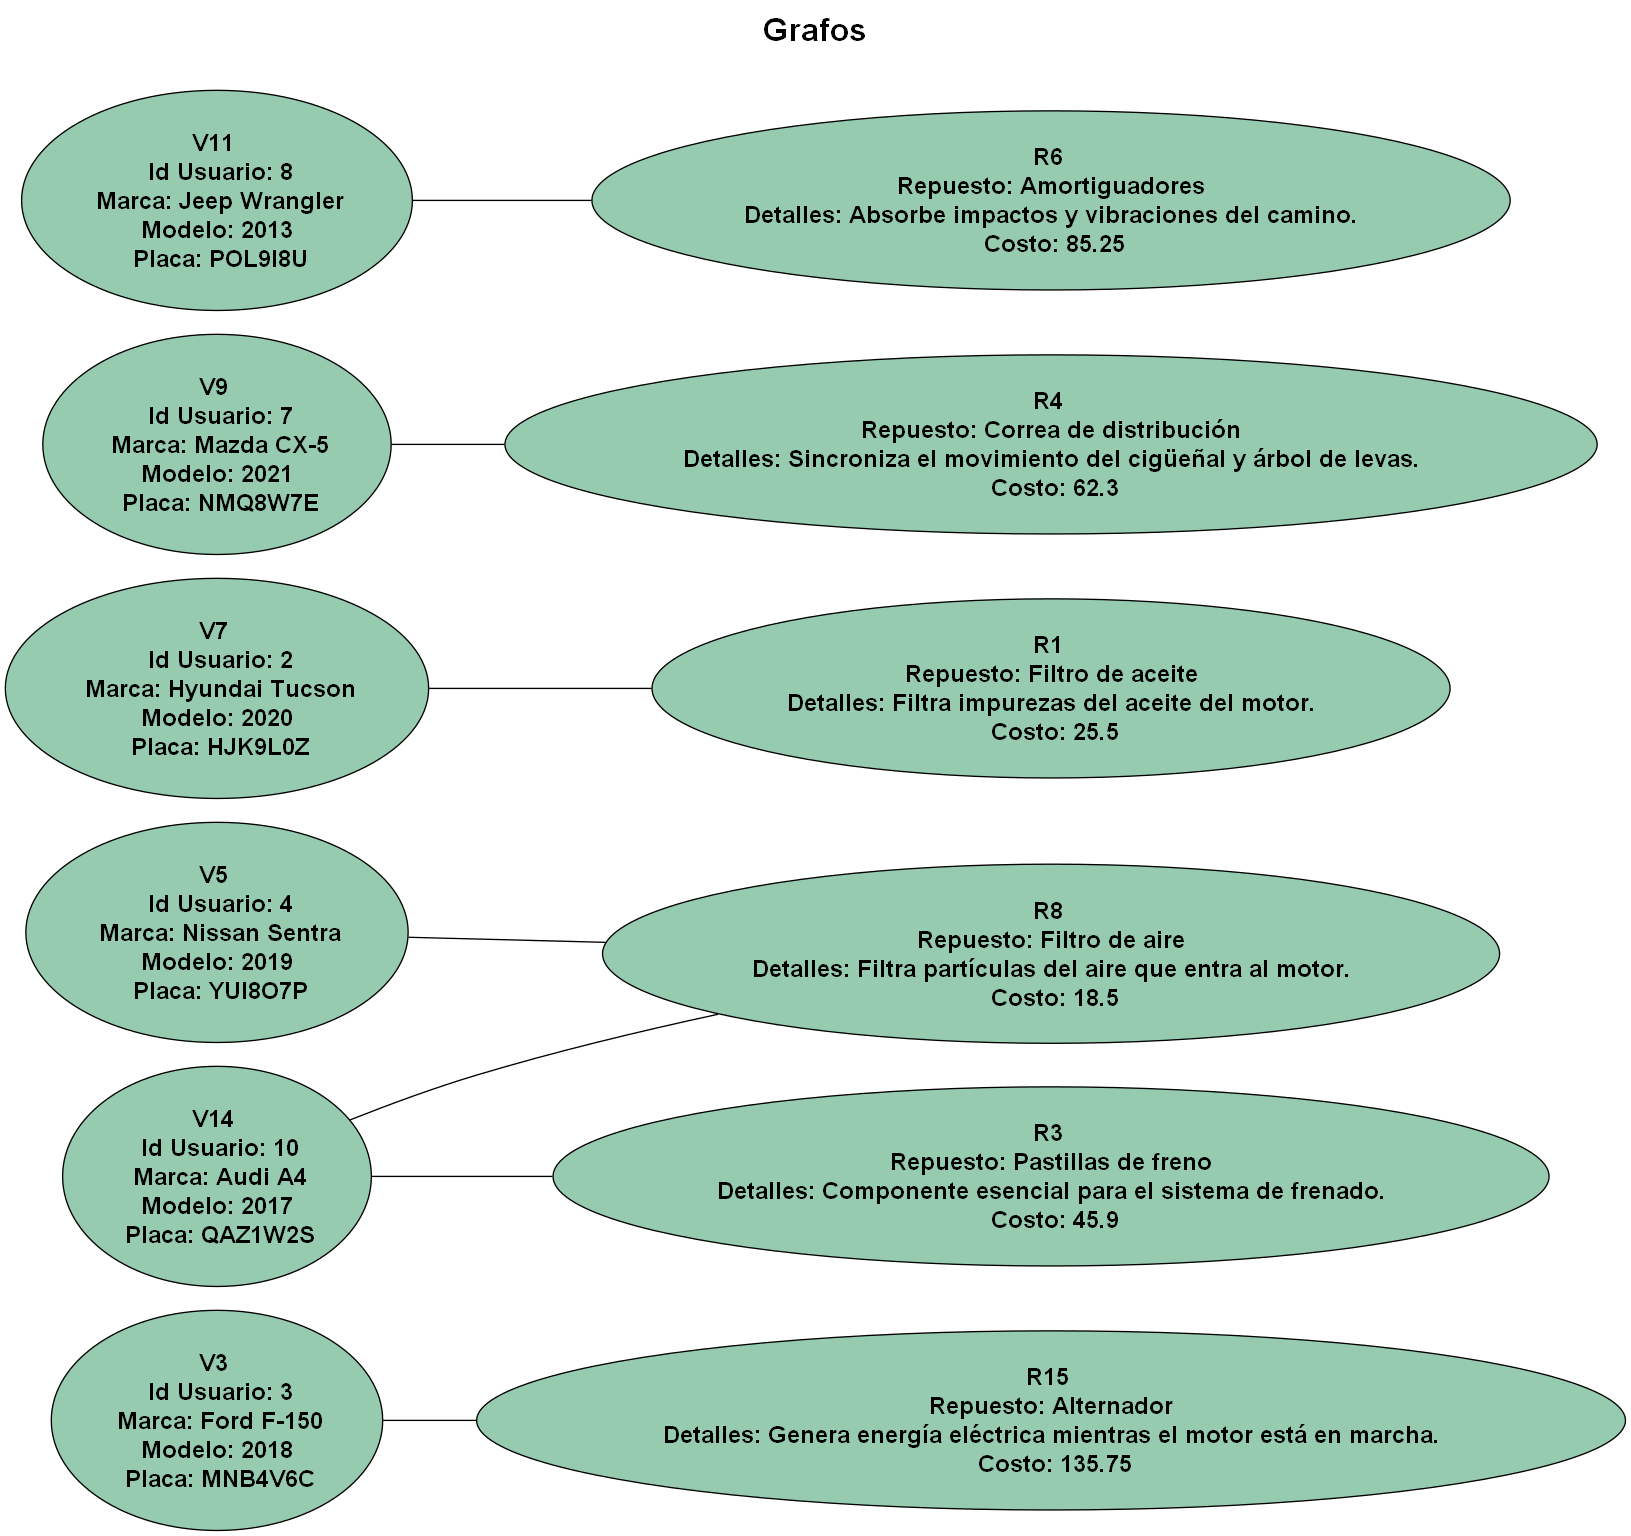 Grafos
V11
Id Usuario: 8
Marca: Jeep Wrangler
Modelo: 2013
Placa: POL9I8U
R6
Repuesto: Amortiguadores
Detalles: Absorbe impactos y vibraciones del camino.
Costo: 85.25
V9
Id Usuario: 7
Marca: Mazda CX-5
Modelo: 2021
Placa: NMQ8W7E
R4
Repuesto: Correa de distribución
Detalles: Sincroniza el movimiento del cigüeñal y árbol de levas.
Costo: 62.3
V7
Id Usuario: 2
Marca: Hyundai Tucson
Modelo: 2020
Placa: HJK9L0Z
R1
Repuesto: Filtro de aceite
Detalles: Filtra impurezas del aceite del motor.
Costo: 25.5
V5
Id Usuario: 4
Marca: Nissan Sentra
Modelo: 2019
Placa: YUI8O7P
R8
Repuesto: Filtro de aire
Detalles: Filtra partículas del aire que entra al motor.
Costo: 18.5
V14
Id Usuario: 10
Marca: Audi A4
Modelo: 2017
Placa: QAZ1W2S
R3
Repuesto: Pastillas de freno
Detalles: Componente esencial para el sistema de frenado.
Costo: 45.9
V3
Id Usuario: 3
Marca: Ford F-150
Modelo: 2018
Placa: MNB4V6C
R15
Repuesto: Alternador
Detalles: Genera energía eléctrica mientras el motor está en marcha.
Costo: 135.75